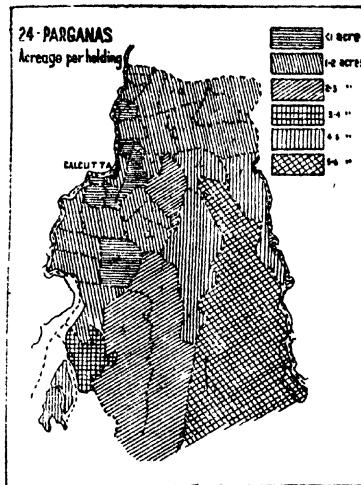 24-PARGANAS
Acreage per holding
CALCUTTA
<1 acre
1-2 acres
2-3 "
3-4 "
4-5 "
5-6 "